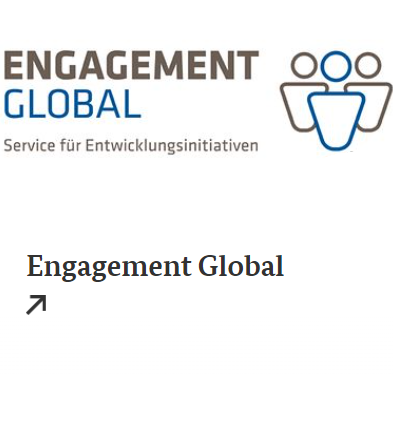 ENGAGEMENT
GLOBAL
Service für Entwicklungsinitiativen
Engagement Global